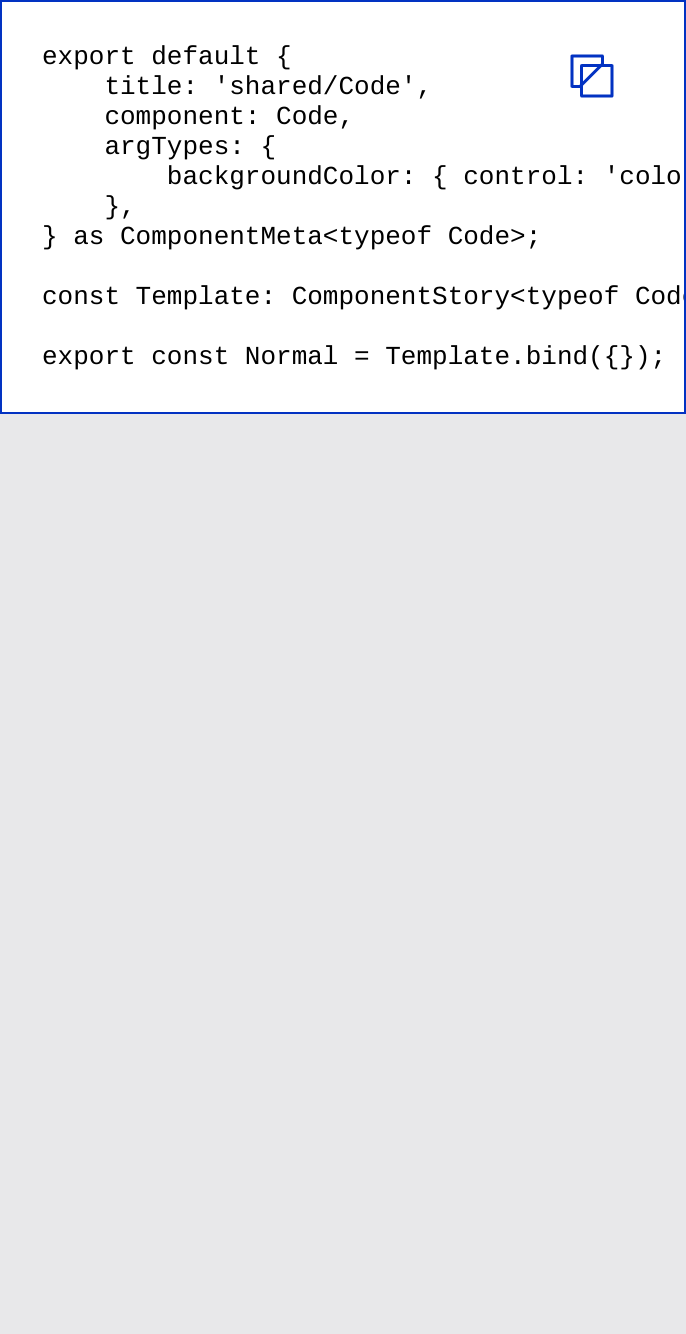 export default {
    title: 'shared/Code',
    component: Code,
    argTypes: {
        backgroundColor: { control: 'colo
    },
} as ComponentMeta<typeof Code>;

const Template: ComponentStory<typeof Cod

export const Normal = Template.bind({});